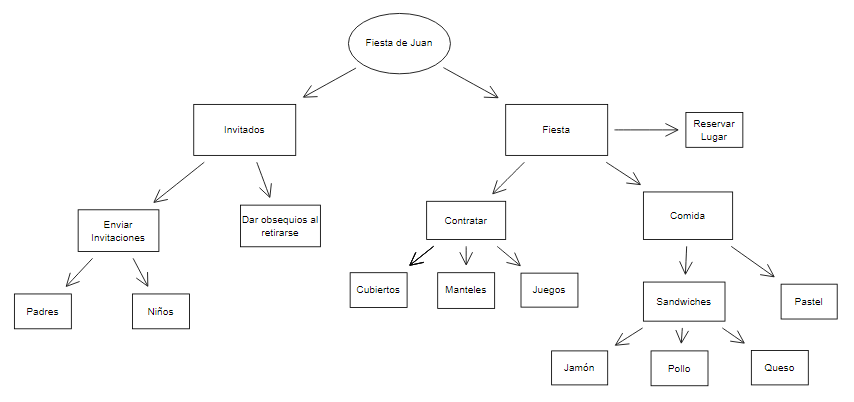 Fiesta de Juan
Invitados
Fiesta
Reservar
Lugar
Enviar
Invitaciones
Dar obsequios al
retirarse
Contratar
Comida
Padres
Niños
Cubiertos
Manteles
Juegos
Sandwiches
Pastel
Jamón
Pollo
Queso